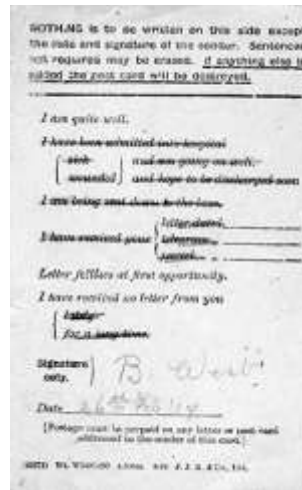 NOTHING is to be written on this side except
the date and signature of the sender. Sentences
not required may be erased. If anything else is
added the post card will be destroyed.
I am quite well.
I have been admitted into hospital
sick and am going on well.
wounded and hope to be discharged soon
I am being sent down to the base.
letter dated
I have received your telegram
parcel
Letter follows at first opportunity.
I have received no letter from you
lately
for a long time.
Signature
only. B. West
Date 26th Feb
[Postage must be prepaid on any letter or post card
addressed to the sender of this card.]